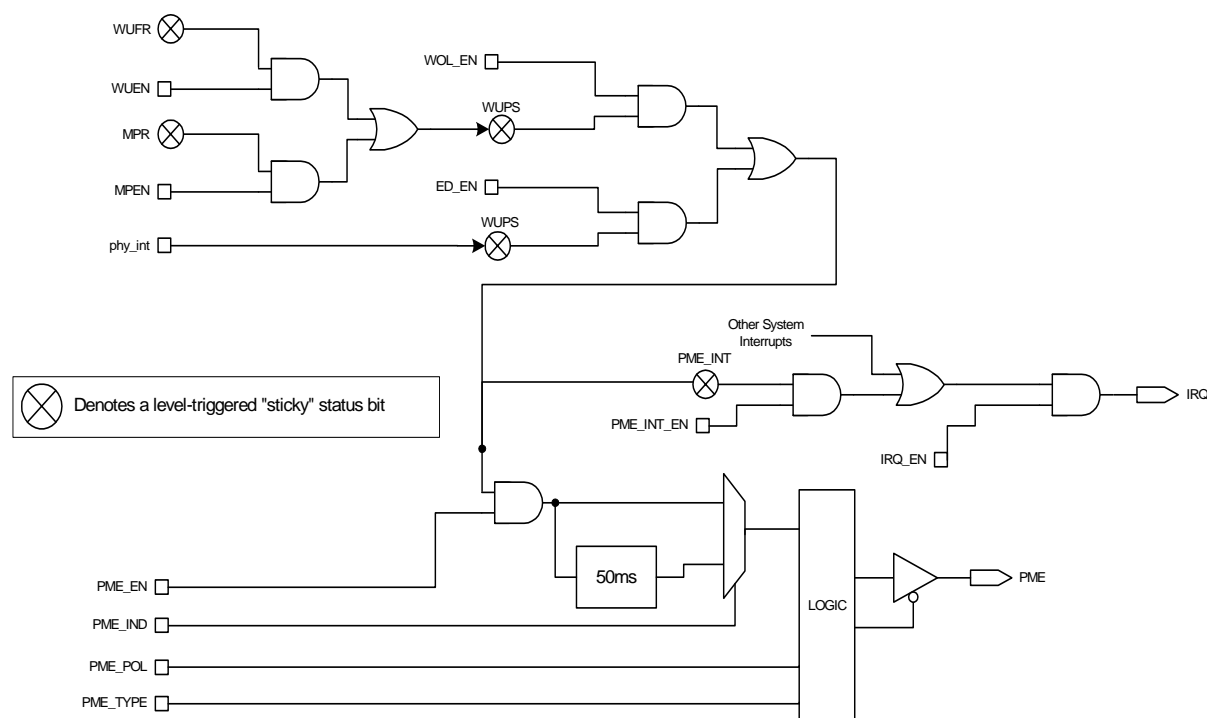 WUFR
WUEN
MPR
MPEN
phy_int
WOL_EN
WUPS
ED_EN
WUPS
Other System
Interrupts
PME_INT
PME_INT_EN
IRQ_EN
IRQ
Denotes a level-triggered "sticky" status bit
50ms
LOGIC
PME
PME_EN
PME_IND
PME_POL
PME_TYPE